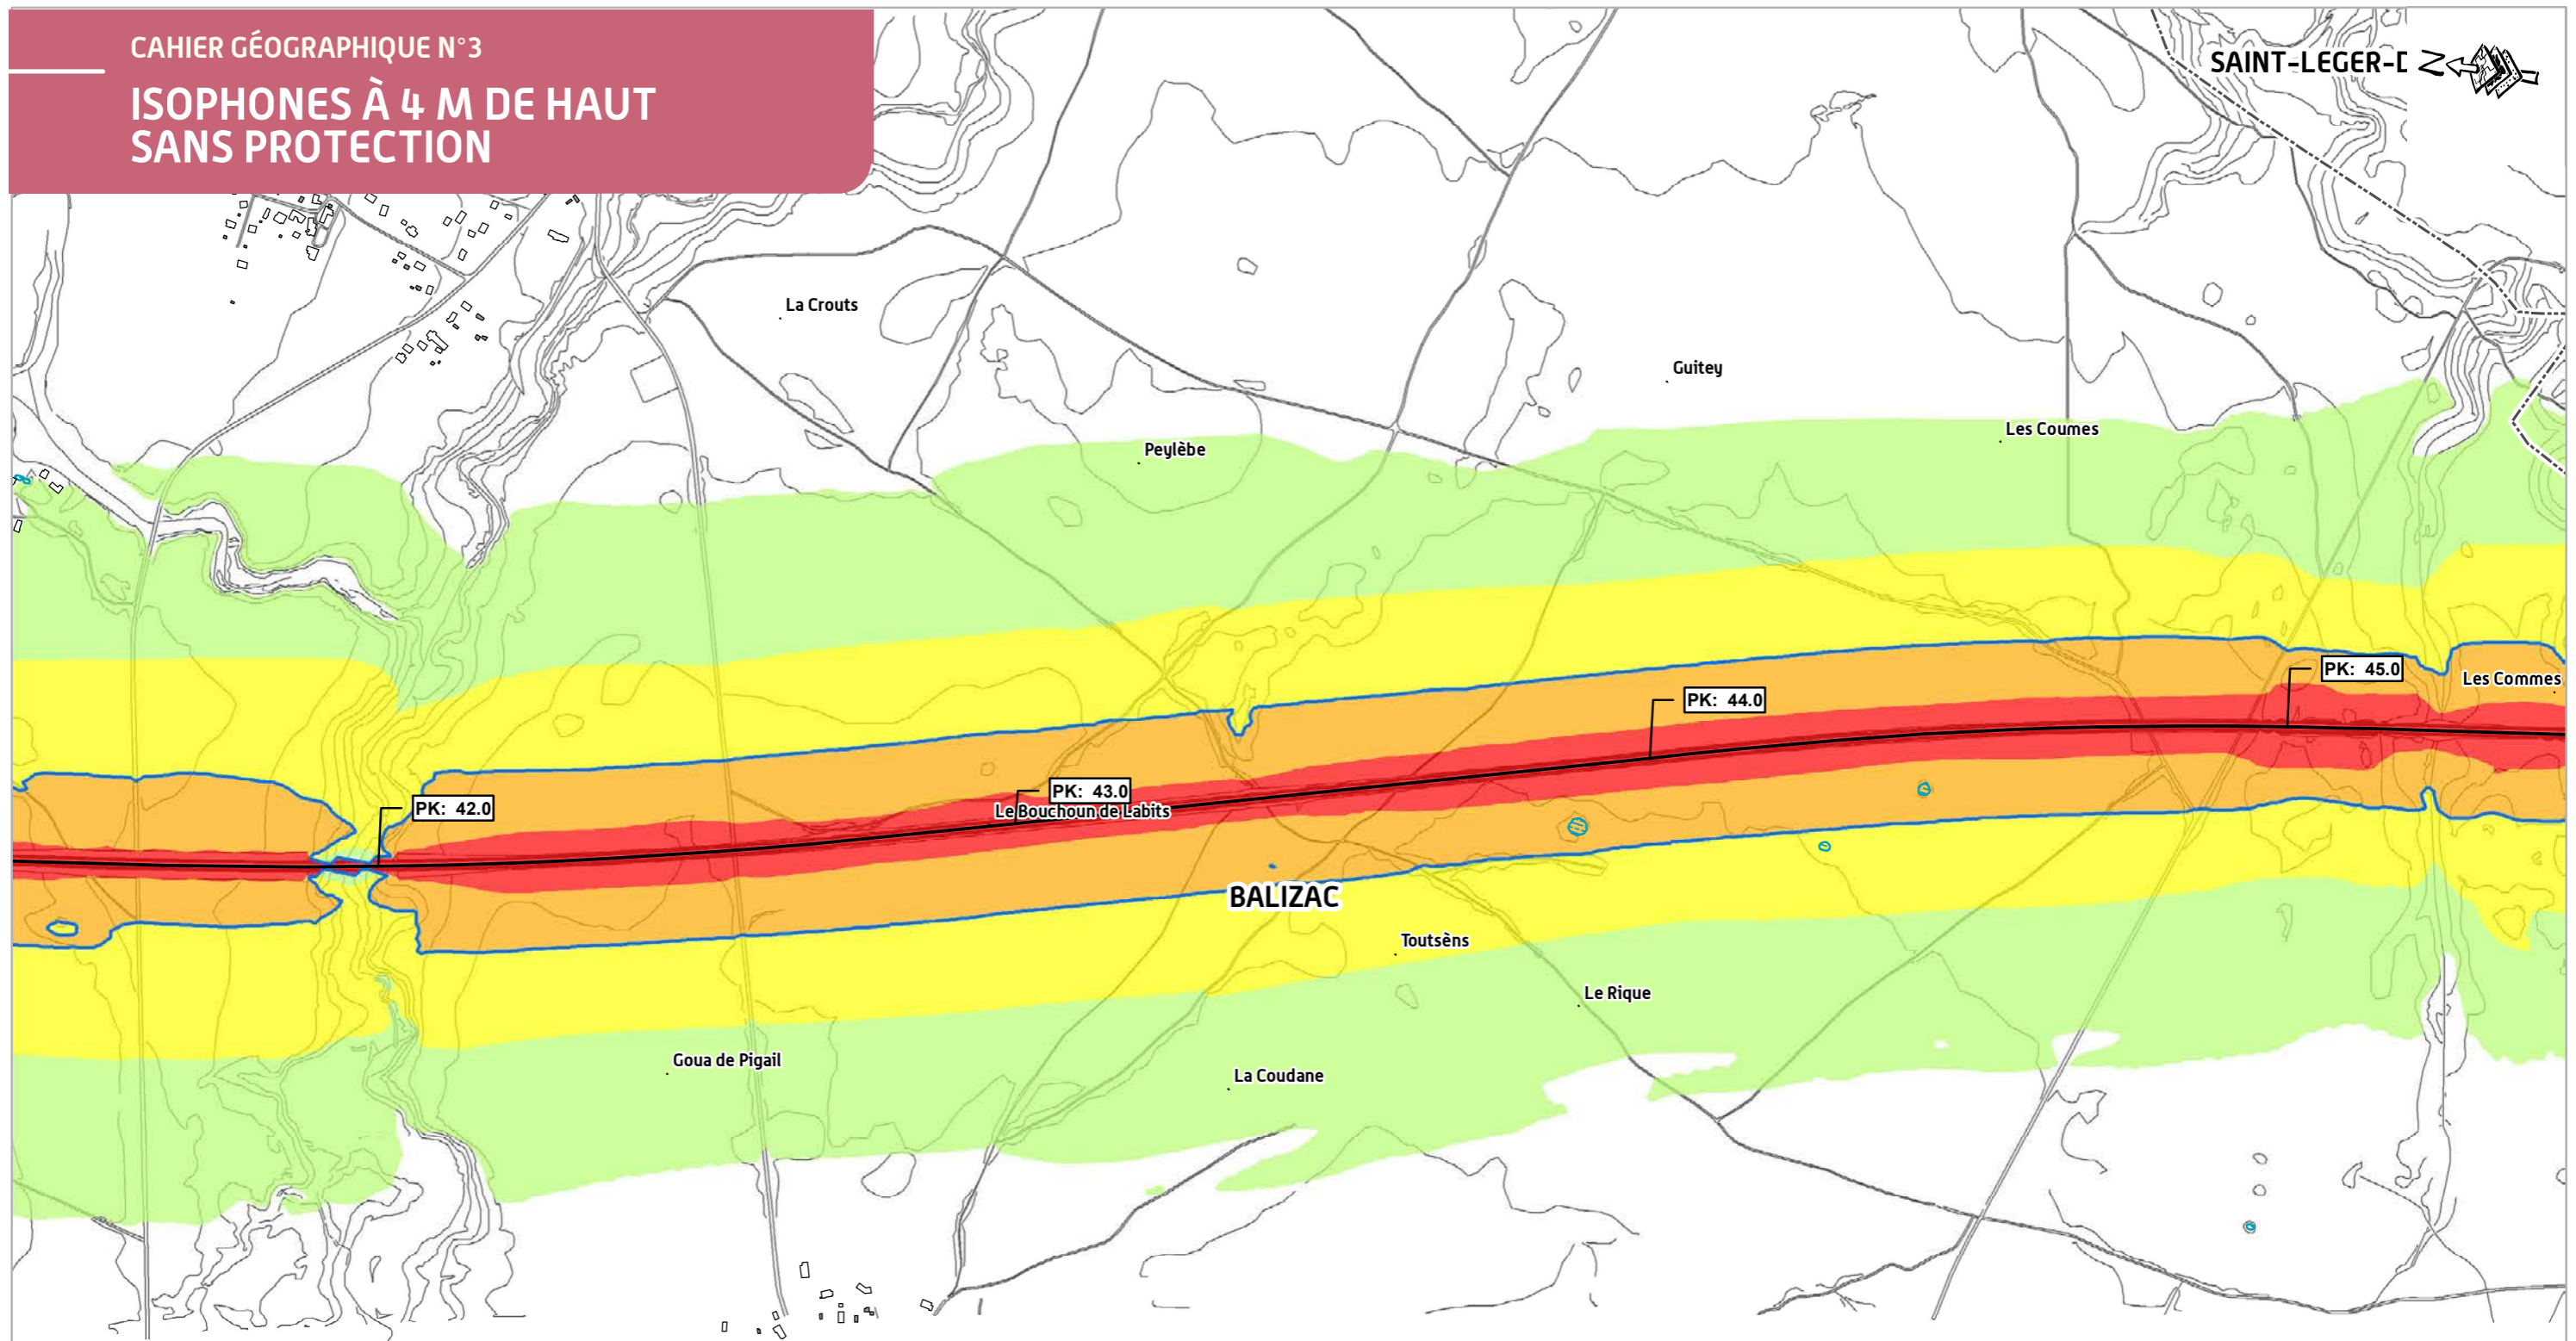 CAHIER GÉOGRAPHIQUE N°3
ISOPHONES À 4 M DE HAUT
SANS PROTECTION
SAINT-LEGER-D
N
La Crouts
Guitey
Peylèbe
Les Coumes
PK: 45.0
Les Commes
PK: 44.0
PK: 43.0
Le Bouchoun de Labits
PK: 42.0
BALIZAC
Toutsèns
Le Rique
Goua de Pigail
La Coudane